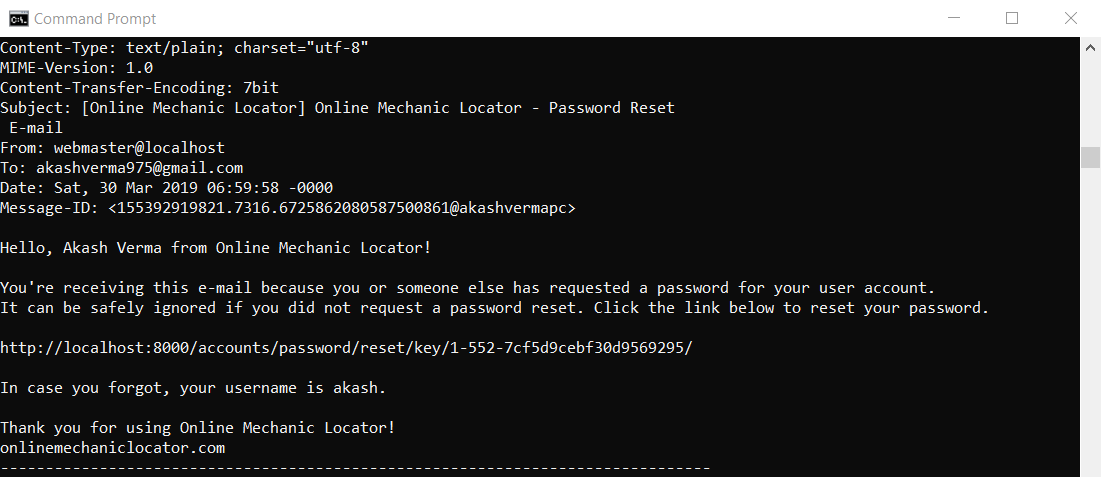 Command Prompt
Content-Type: text/plain; charset="utf-8"
MIME-Version: 1.0
Content-Transfer-Encoding: 7bit
Subject: [Online Mechanic Locator] Online Mechanic Locator - Password Reset
 E-mail
From: webmaster@localhost
To: akashverma975@gmail.com
Date: Sat, 30 Mar 2019 06:59:58 -0000
Message-ID: <155392919821.7316.6725862080587500861@akashvermapc>

Hello, Akash Verma from Online Mechanic Locator!

You're receiving this e-mail because you or someone else has requested a password for your user account.
It can be safely ignored if you did not request a password reset. Click the link below to reset your password.

http://localhost:8000/accounts/password/reset/key/1-552-7cf5d9cebf30d9569295/

In case you forgot, your username is akash.

Thank you for using Online Mechanic Locator!
onlinemechaniclocator.com
-------------------------------------------------------------------------------